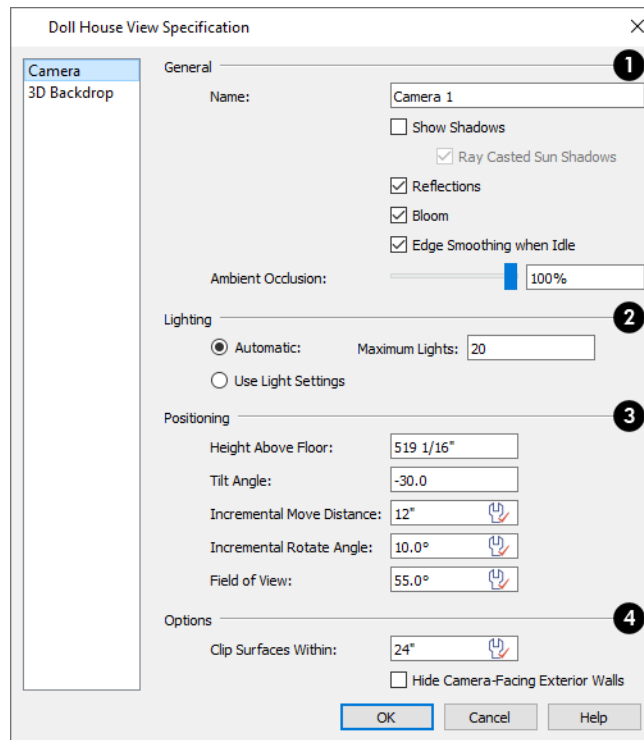 Doll House View Specification
Camera
3D Backdrop
General 1
Name: Camera 1
Show Shadows
Ray Casted Sun Shadows
Reflections
Bloom
Edge Smoothing when Idle
Ambient Occlusion: 100%
Lighting 2
Automatic: Maximum Lights: 20
Use Light Settings
Positioning 3
Height Above Floor: 519 1/16"
Tilt Angle: -30.0
Incremental Move Distance: 12"
Incremental Rotate Angle: 10.0°
Field of View: 55.0°
Options 4
Clip Surfaces Within: 24"
Hide Camera-Facing Exterior Walls
OK Cancel Help